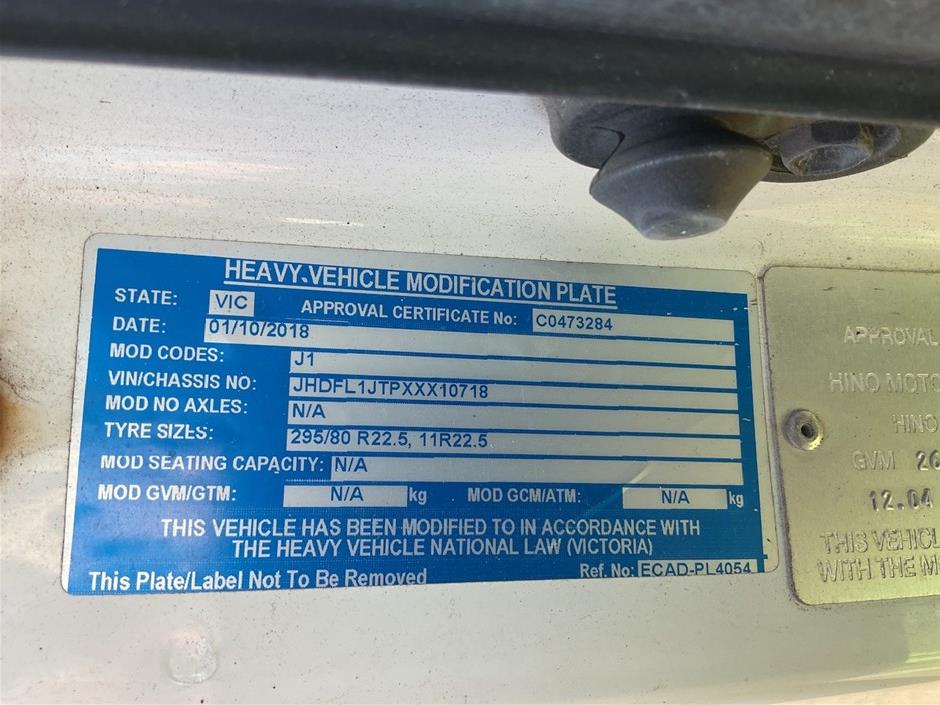 HEAVY VEHICLE MODIFICATION PLATE
STATE: VIC APPROVAL CERTIFICATE No: C0473284
DATE: 01/10/2018
MOD CODES: J1
VIN/CHASSIS NO: JHDFL1JTPXXX10718
MOD NO AXLES: N/A
TYRE SIZES: 295/80 R22.5, 11R22.5
MOD SEATING CAPACITY: N/A
MOD GVM/GTM: N/A kg MOD GCM/ATM: N/A kg
THIS VEHICLE HAS BEEN MODIFIED TO IN ACCORDANCE WITH
THE HEAVY VEHICLE NATIONAL LAW (VICTORIA)
This Plate/Label Not To Be Removed Ref. No: ECAD-PL4054
APPROVAL
HINO MOTO
HINO
GVM 26
12.04
THIS VEHICL
WITH THE M